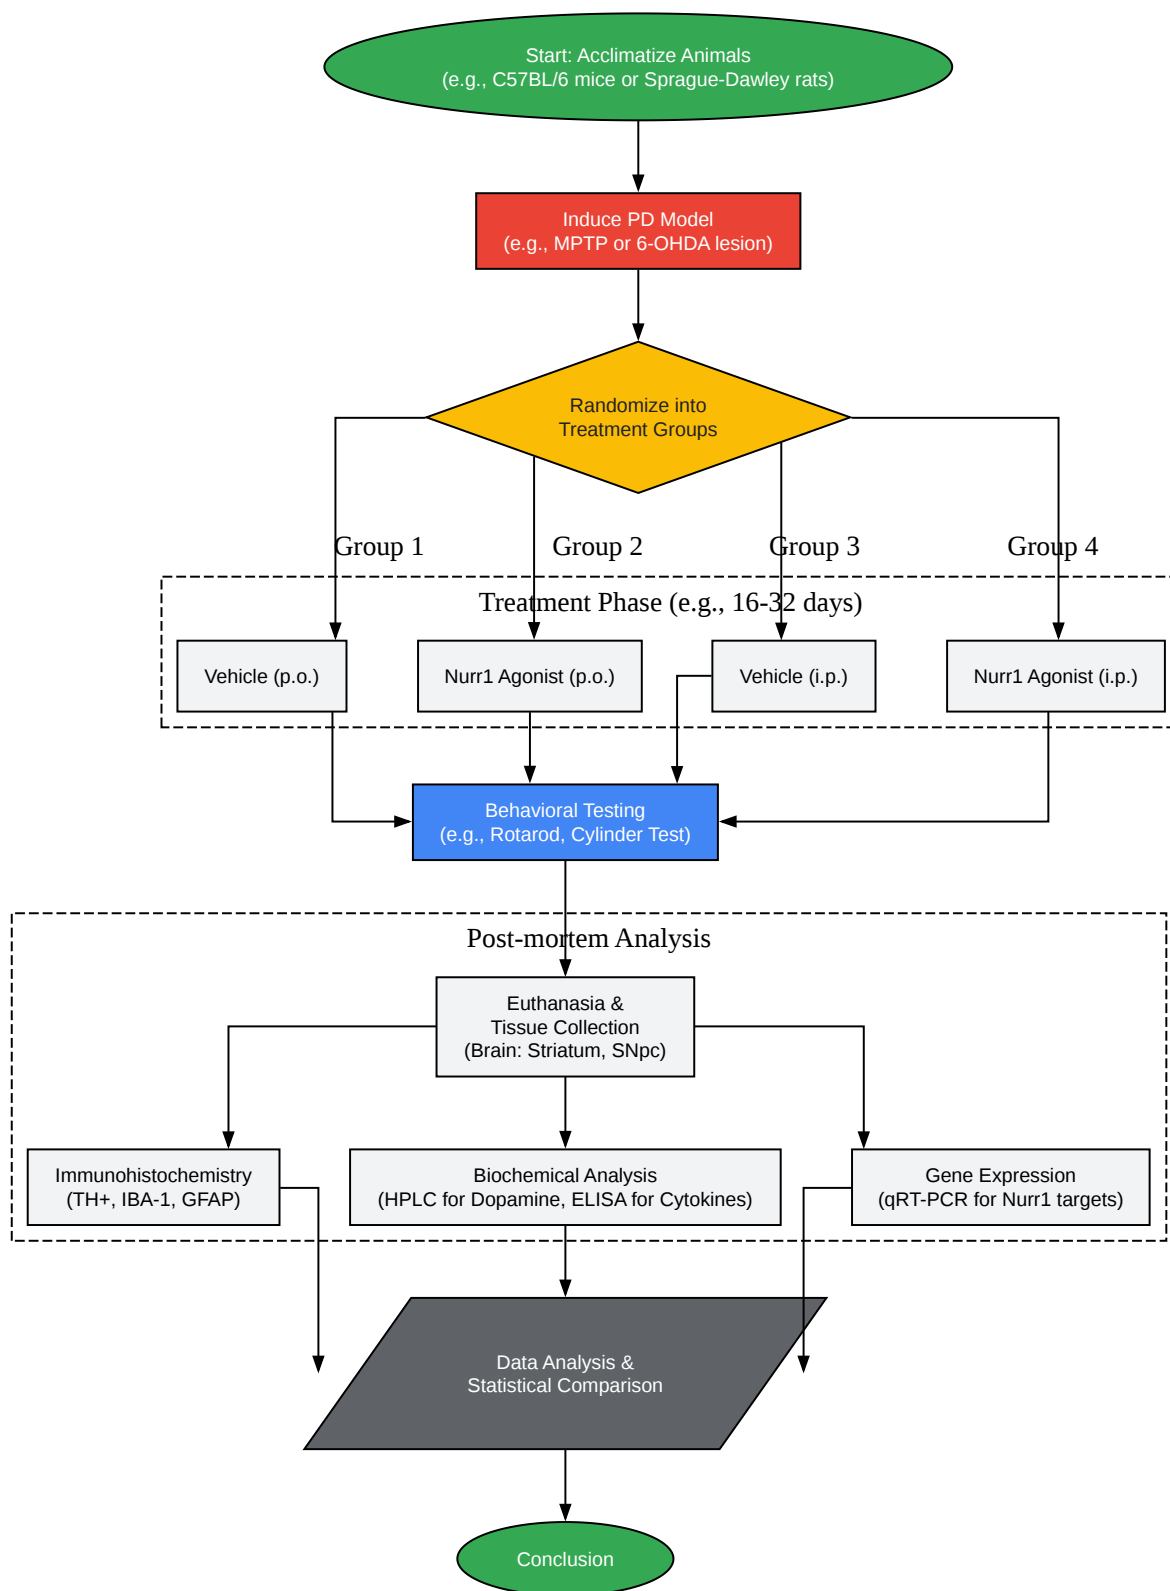 Start: Acclimatize Animals
(e.g., C57BL/6 mice or Sprague-Dawley rats)
Induce PD Model
(e.g., MPTP or 6-OHDA lesion)
Randomize into
Treatment Groups
Group 1
Group 2
Group 3
Group 4
Treatment Phase (e.g., 16-32 days)
Vehicle (p.o.)
Nurr1 Agonist (p.o.)
Vehicle (i.p.)
Nurr1 Agonist (i.p.)
Behavioral Testing
(e.g., Rotarod, Cylinder Test)
Post-mortem Analysis
Euthanasia &
Tissue Collection
(Brain: Striatum, SNpc)
Immunohistochemistry
(TH+, IBA-1, GFAP)
Biochemical Analysis
(HPLC for Dopamine, ELISA for Cytokines)
Gene Expression
(qRT-PCR for Nurr1 targets)
Data Analysis &
Statistical Comparison
Conclusion